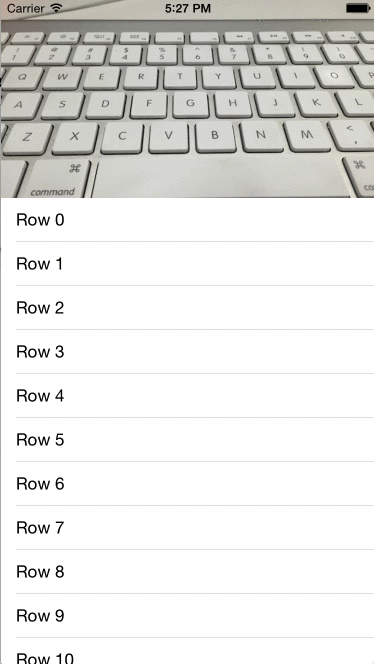 Carrier 5:27 PM
! @ # $ % ^ & * ( )
1 2 3 4 5 6 7 8 9 0
Q W E R T Y U I O P
A S D F G H J K L
Z X C V B N M < ,
⌘ ⌘
command co
Row 0
Row 1
Row 2
Row 3
Row 4
Row 5
Row 6
Row 7
Row 8
Row 9
Row 10